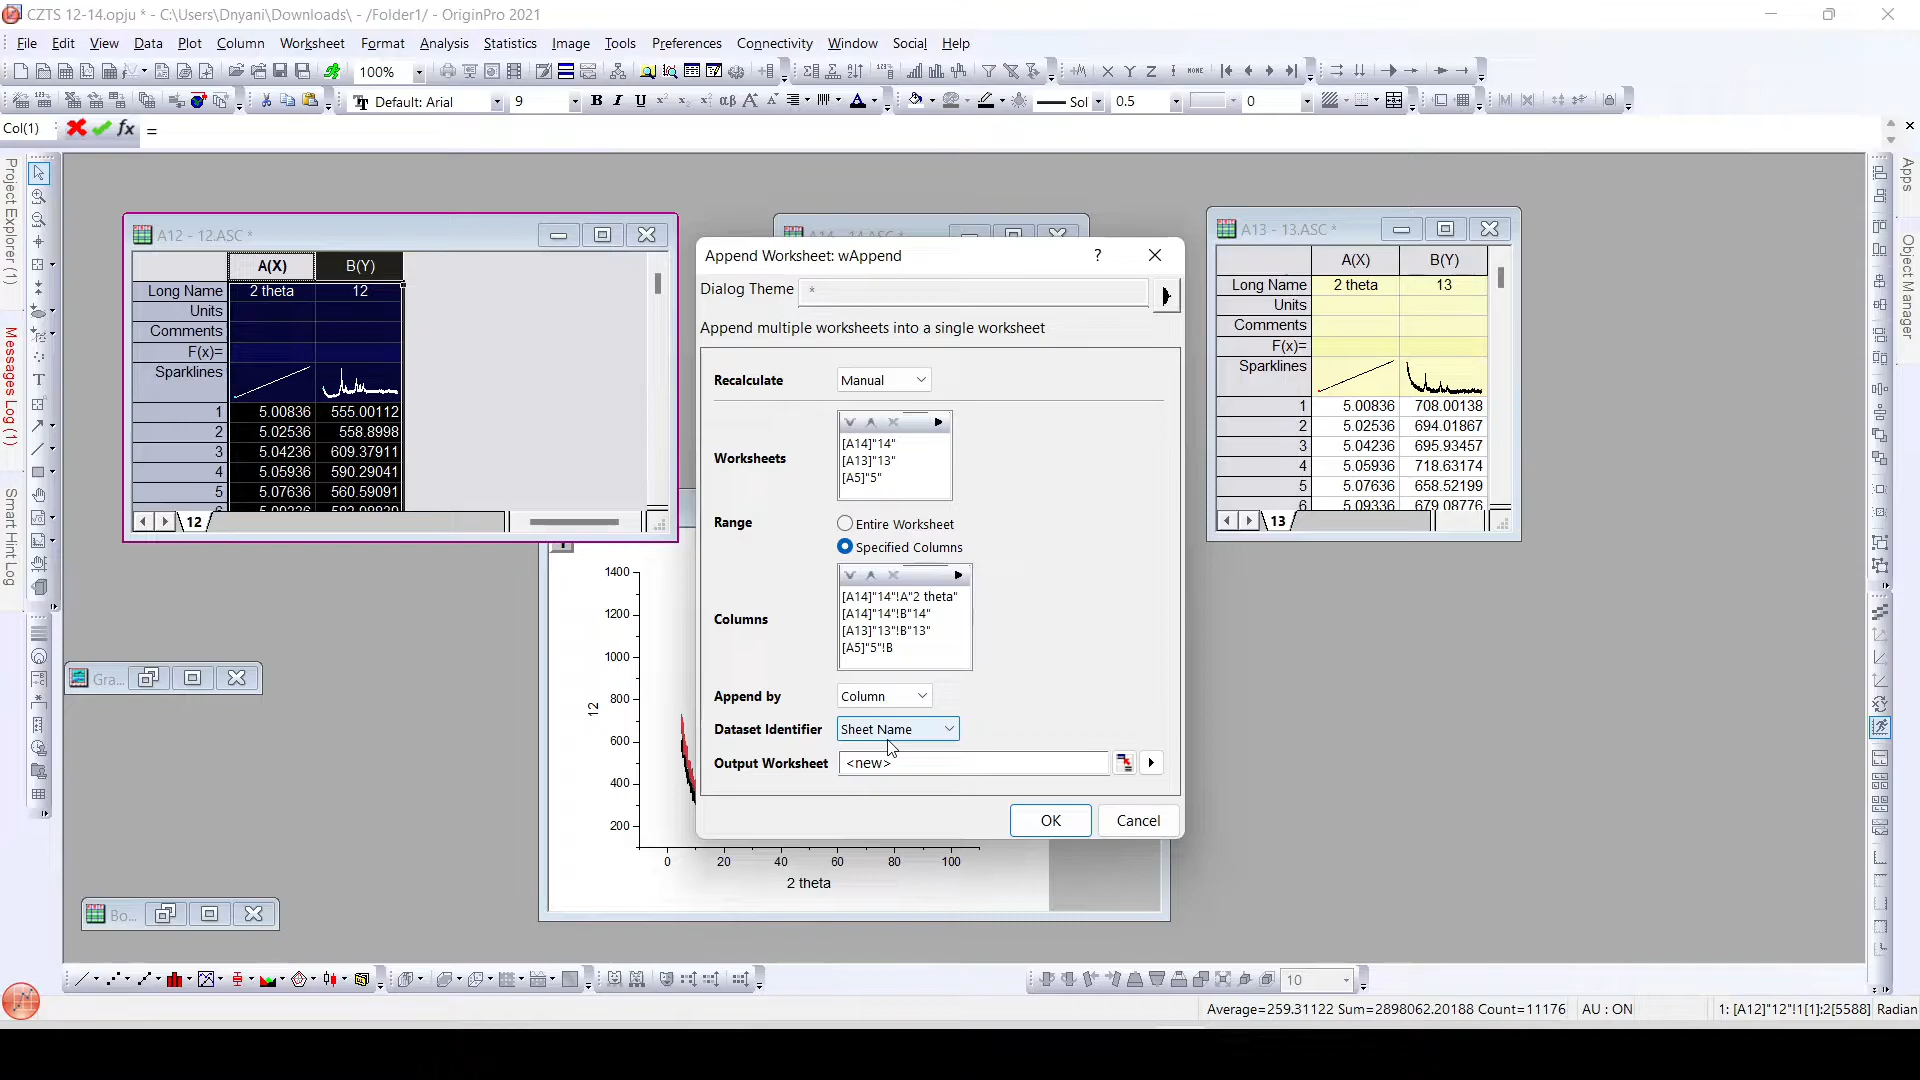 CZTS 12-14.opju * - C:\Users\Dnyani\Downloads\ - /Folder1/ - OriginPro 2021
File Edit View Data Plot Column Worksheet Format Analysis Statistics Image Tools Preferences Connectivity Window Social Help
100%
Default: Arial 9 B I U Sol 0.5 0
Col(1) fx =
Project Explorer (1)
Messages Log (1)
Smart Hint Log
Apps
Object Manager
A12 - 12.ASC *
A(X) B(Y)
Long Name 2 theta 12
Units
Comments
F(x)=
Sparklines
1 5.00836 555.00112
2 5.02536 558.8998
3 5.04236 609.37911
4 5.05936 590.29041
5 5.07636 560.59091
12
A13 - 13.ASC *
A(X) B(Y)
Long Name 2 theta 13
Units
Comments
F(x)=
Sparklines
1 5.00836 708.00138
2 5.02536 694.01867
3 5.04236 695.93457
4 5.05936 718.63174
5 5.07636 658.52199
6 5.09336 679.08776
13
Append Worksheet: wAppend ?
Dialog Theme *
Append multiple worksheets into a single worksheet
Recalculate Manual
Worksheets
[A14]"14"
[A13]"13"
[A5]"5"
Range
Entire Worksheet
Specified Columns
Columns
[A14]"14"!A"2 theta"
[A14]"14"!B"14"
[A13]"13"!B"13"
[A5]"5"!B
Append by Column
Dataset Identifier Sheet Name
Output Worksheet <new>
OK Cancel
Gra...
Bo...
1400
1200
1000
800
600
400
200
12
0 20 40 60 80 100
2 theta
10
Average=259.31122 Sum=2898062.20188 Count=11176 AU : ON 1: [A12]"12"!1[1]:2[5588] Radian